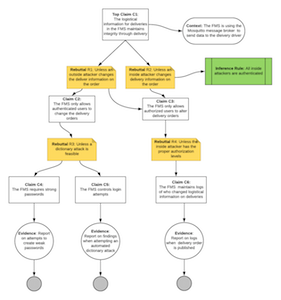 Top Claim C1:
The logistical
information for deliveries
in the FMS maintains
integrity through delivery
Context: The FMS is using the
Mosquitto message broker to
send data to the delivery driver
Rebuttal R1: Unless an
outside attacker changes
the deliver information on
the order
Rebuttal R2: Unless an
inside attacker changes
delivery information on the
order
Inference Rule: All inside
attackers are authenticated
Claim C2:
The FMS only allows
authenticated users to
change the delivery
orders
Claim C3:
The FMS only allows
authorized users to alter
delivery orders
Rebuttal R3: Unless a
dictionary attack is
feasible
Rebuttal R4: Unless the
inside attacker has the
proper authorization
levels
Claim C4:
The FMS requires strong
passwords
Claim C5:
The FMS controls login
attempts
Claim C6:
The FMS maintains logs
of who changed logistical
information on deliveries
Evidence: Report
on attempts to
create weak
passwords
Evidence:
Report on findings
when attempting an
automated
dictionary attack
Evidence:
Report on logs
when delivery order
is published